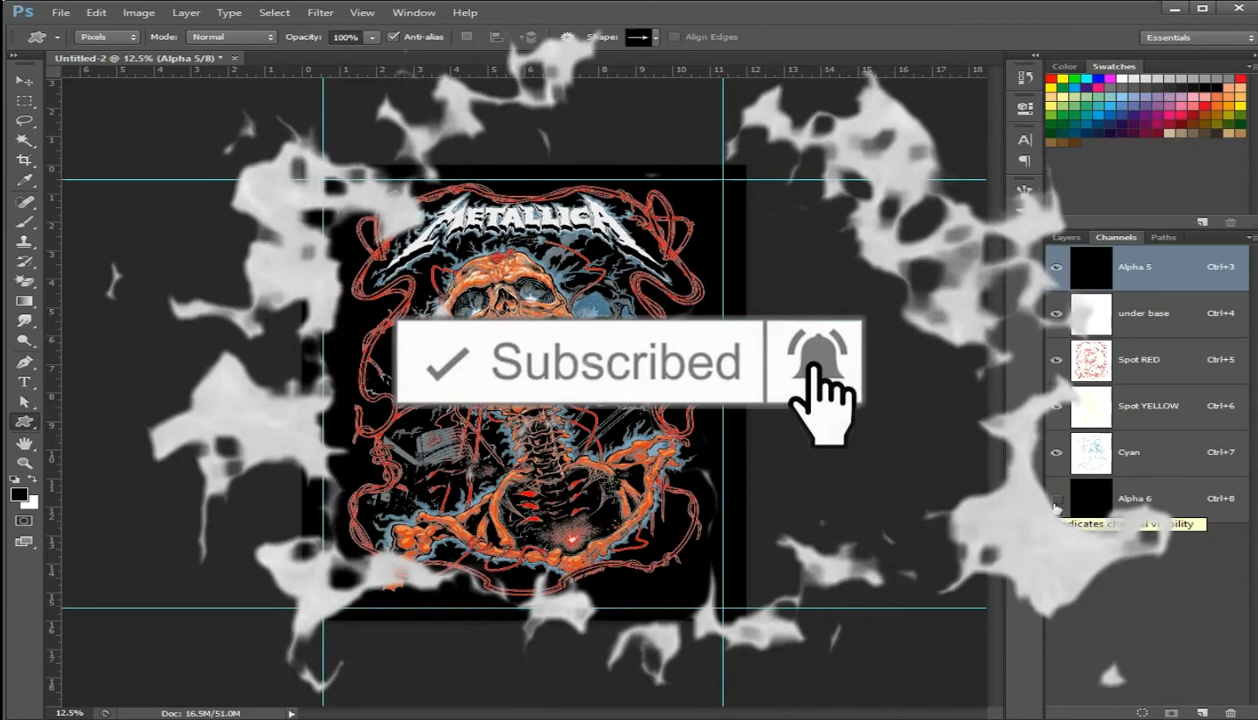 Ps File Edit Image Layer Type Select Filter View Window Help
Pixels Mode: Normal Opacity: 100% Anti-alias Shape: Align Edges Essentials
Untitled-2 @ 12.5% (Alpha 5/8) *
Color Swatches
METALLICA
Layers Channels Paths
Alpha 5 Ctrl+3
under base Ctrl+4
Spot RED Ctrl+5
Subscribed
Spot YELLOW Ctrl+6
Cyan Ctrl+7
Alpha 6 Ctrl+8
indicates channel visibility
12.5% Doc: 16.5M/51.0M